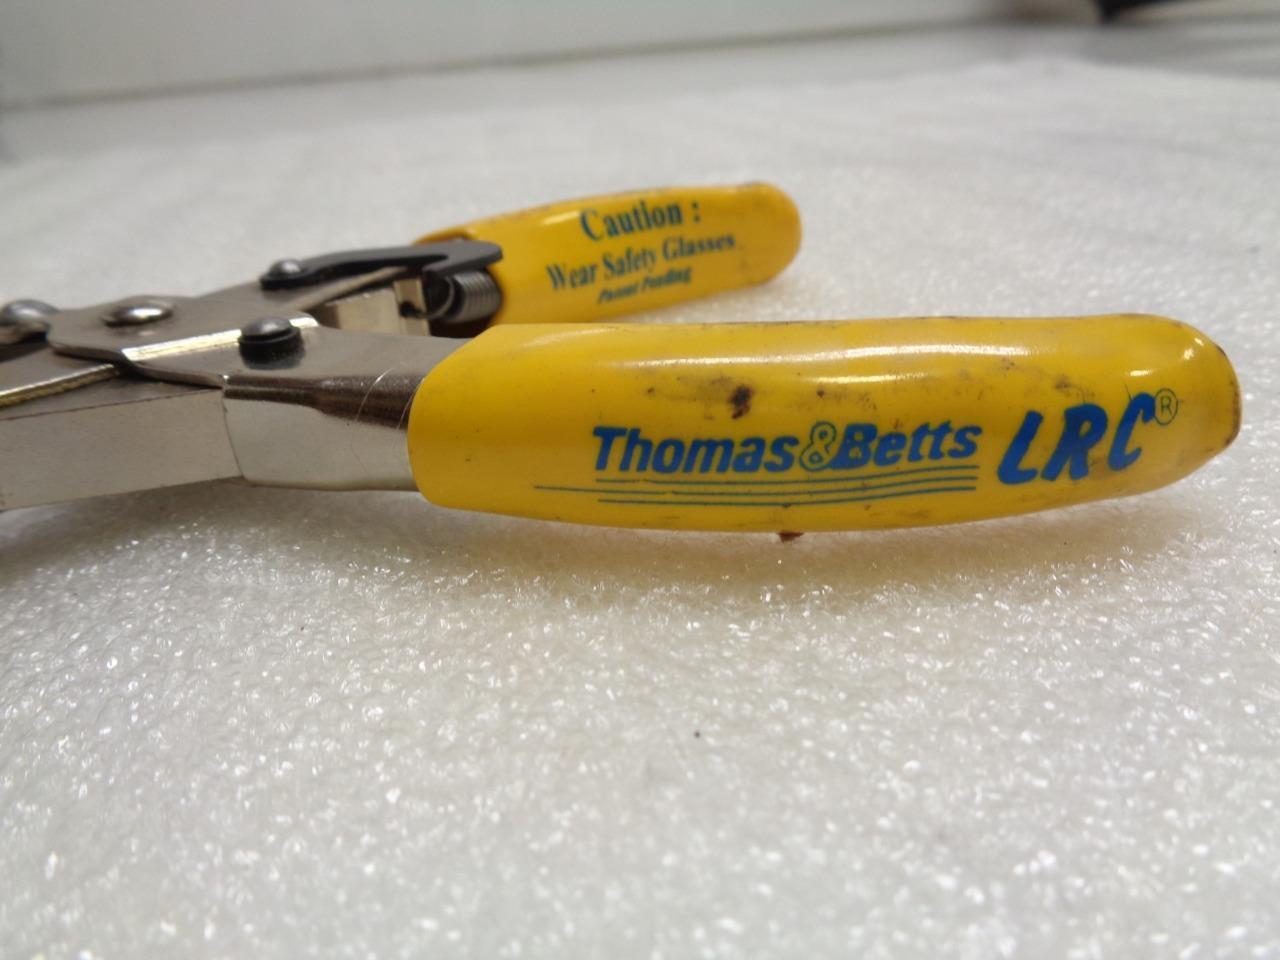 Caution :
Wear Safety Glasses
Patent Pending
Thomas&Betts LRC®